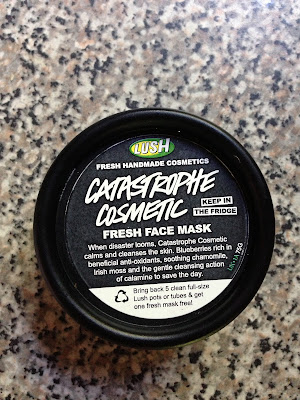 LUSH
FRESH HANDMADE COSMETICS
CATASTROPHE
COSMETIC
KEEP IN
THE FRIDGE
FRESH FACE MASK
When disaster looms, Catastrophe Cosmetic
calms and cleanses the skin. Blueberries rich in
beneficial anti-oxidants, soothing chamomile,
Irish moss and the gentle cleansing action
of calamine to save the day.
Bring back 5 clean full-size
Lush pots or tubes & get
one fresh mask free!